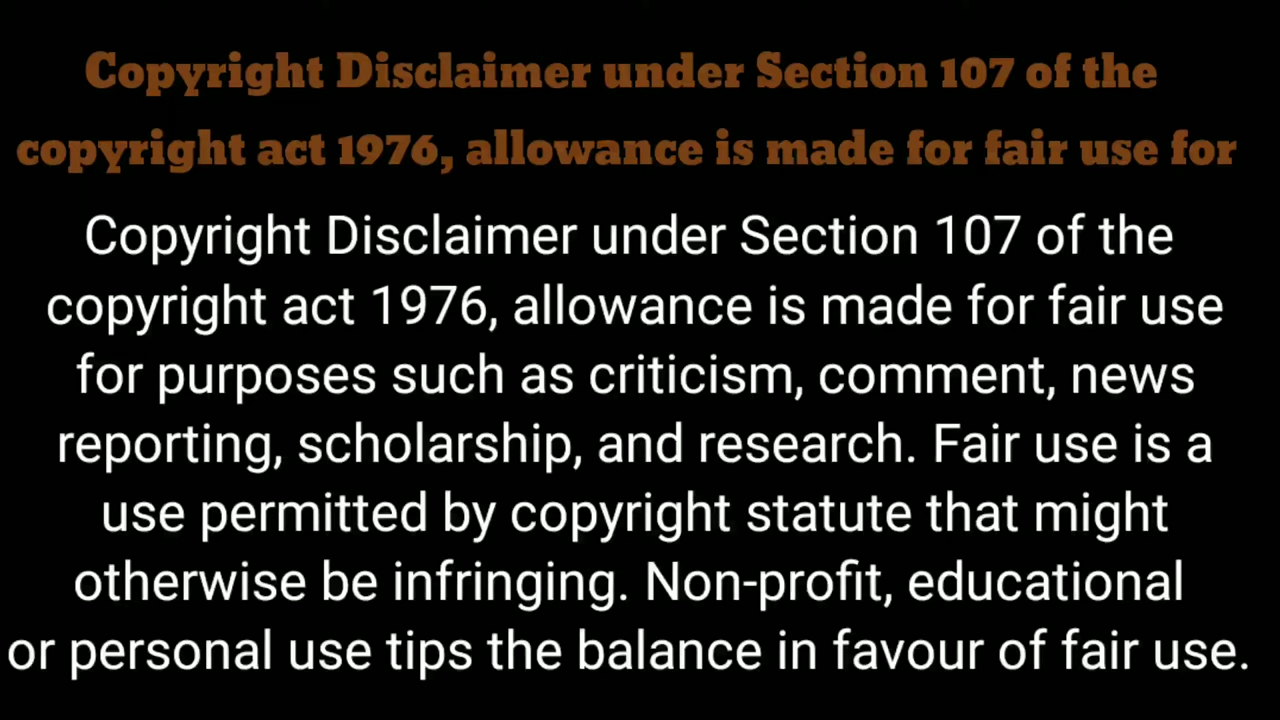 Copyright Disclaimer under Section 107 of the
copyright act 1976, allowance is made for fair use for
Copyright Disclaimer under Section 107 of the
copyright act 1976, allowance is made for fair use
for purposes such as criticism, comment, news
reporting, scholarship, and research. Fair use is a
use permitted by copyright statute that might
otherwise be infringing. Non-profit, educational
or personal use tips the balance in favour of fair use.